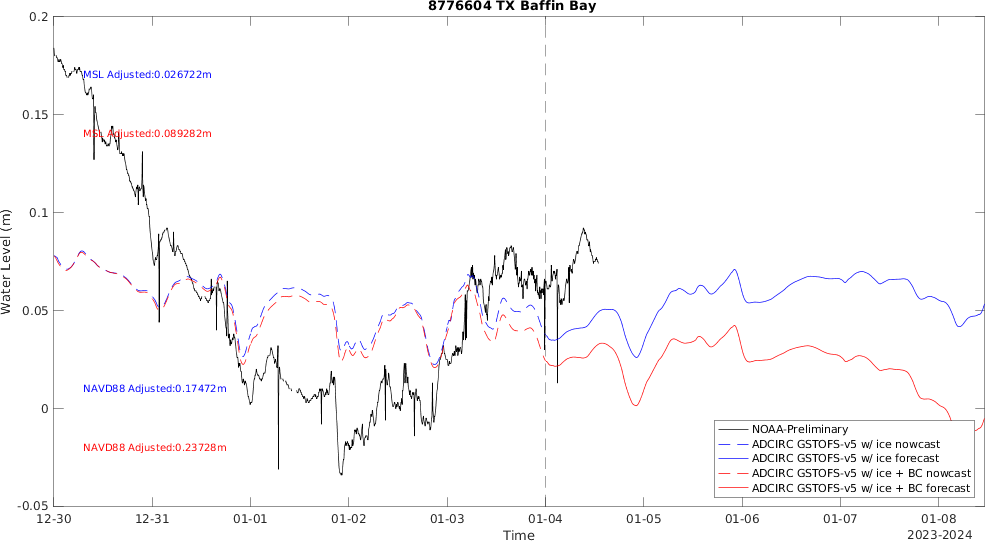 8776604 TX Baffin Bay
0.2
MSL Adjusted:0.026722m
0.15
MSL Adjusted:0.089282m
0.1
Water Level (m)
0.05
NAVD88 Adjusted:0.17472m
0
NAVD88 Adjusted:0.23728m
NOAA-Preliminary
ADCIRC GSTOFS-v5 w/ ice nowcast
ADCIRC GSTOFS-v5 w/ ice forecast
ADCIRC GSTOFS-v5 w/ ice + BC nowcast
ADCIRC GSTOFS-v5 w/ ice + BC forecast
-0.05
12-30 12-31 01-01 01-02 01-03 01-04 01-05 01-06 01-07 01-08
Time
2023-2024